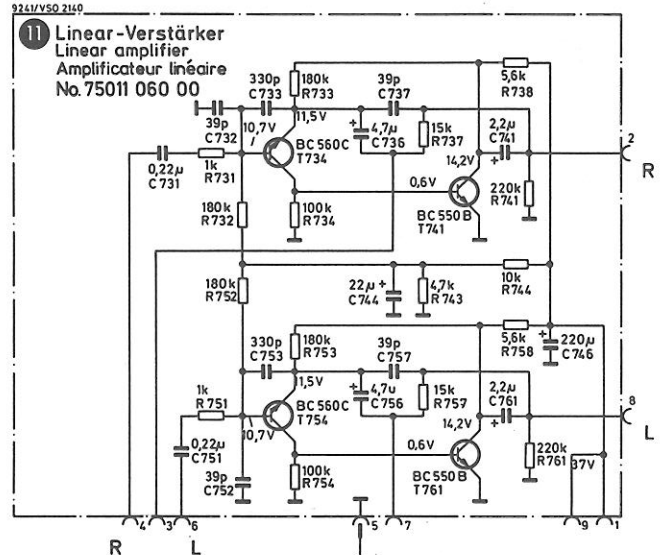 9241/VSO 2140
11 Linear-Verstärker
Linear amplifier
Amplificateur linéaire
No. 75011 060 00
330p
C733
180k
R733
39p
C737
5,6k
R738
39p
C732
10,7V
11,5V
4,7µ
C736
15k
R737
2,2µ
C741
2
R
BC 560C
T734
14,2V
0,22µ
C731
1k
R731
0,6V
180k
R732
100k
R734
BC 550 B
T741
220k
R741
180k
R752
22µ
C744
4,7k
R743
10k
R744
330p
C753
180k
R753
39p
C757
5,6k
R758
220µ
C746
11,5V
1k
R751
4,7u
C756
15k
R757
2,2µ
C761
8
L
BC 560C
T754
14,2V
10,7V
0,22µ
C751
0,6V
39p
C752
100k
R754
BC 550 B
T761
220k
R761
37V
4 3 6 5 7 9 1
R L